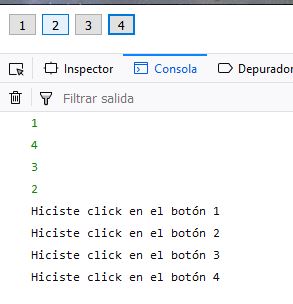 1 2 3 4
Inspector Consola Depurador
Filtrar salida
1
4
3
2
Hiciste click en el botón 1
Hiciste click en el botón 2
Hiciste click en el botón 3
Hiciste click en el botón 4